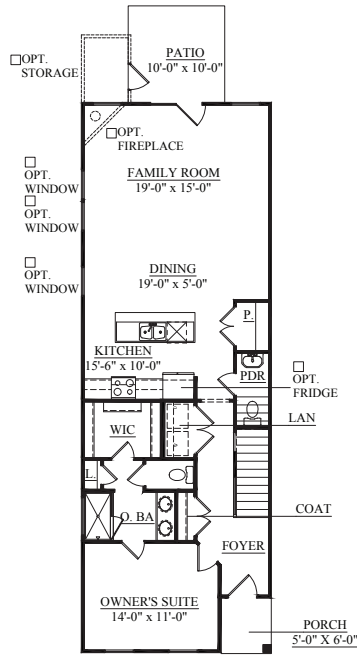 PATIO
10'-0" x 10'-0"
OPT.
STORAGE
OPT.
FIREPLACE
OPT.
WINDOW
OPT.
WINDOW
OPT.
WINDOW
FAMILY ROOM
19'-0" x 15'-0"
DINING
19'-0" x 5'-0"
P.
KITCHEN
15'-6" x 10'-0"
PDR
OPT.
FRIDGE
LAN
WIC
L.
O. BA
COAT
FOYER
OWNER'S SUITE
14'-0" x 11'-0"
PORCH
5'-0" X 6'-0"